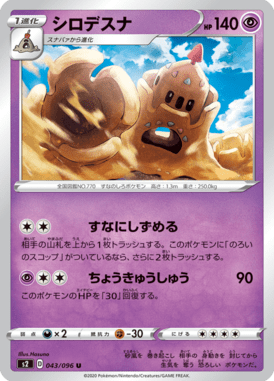 1進化
シロデスナ
HP 140
スナバァから進化
全国図鑑NO.770 すなのしろポケモン 高さ:1.3m 重さ:250.0kg
すなにしずめる
相手の山札を上から1枚トラッシュする。このポケモンに「のろい
のスコップ」がついているなら、さらに2枚トラッシュする。
ちょうきゅうしゅう 90
このポケモンのHPを「30」回復する。
弱点 ×2 抵抗力 -30 にげる
Illus. Hasuno
s2 D 043/096 U
©2020 Pokémon/Nintendo/Creatures/GAME FREAK.